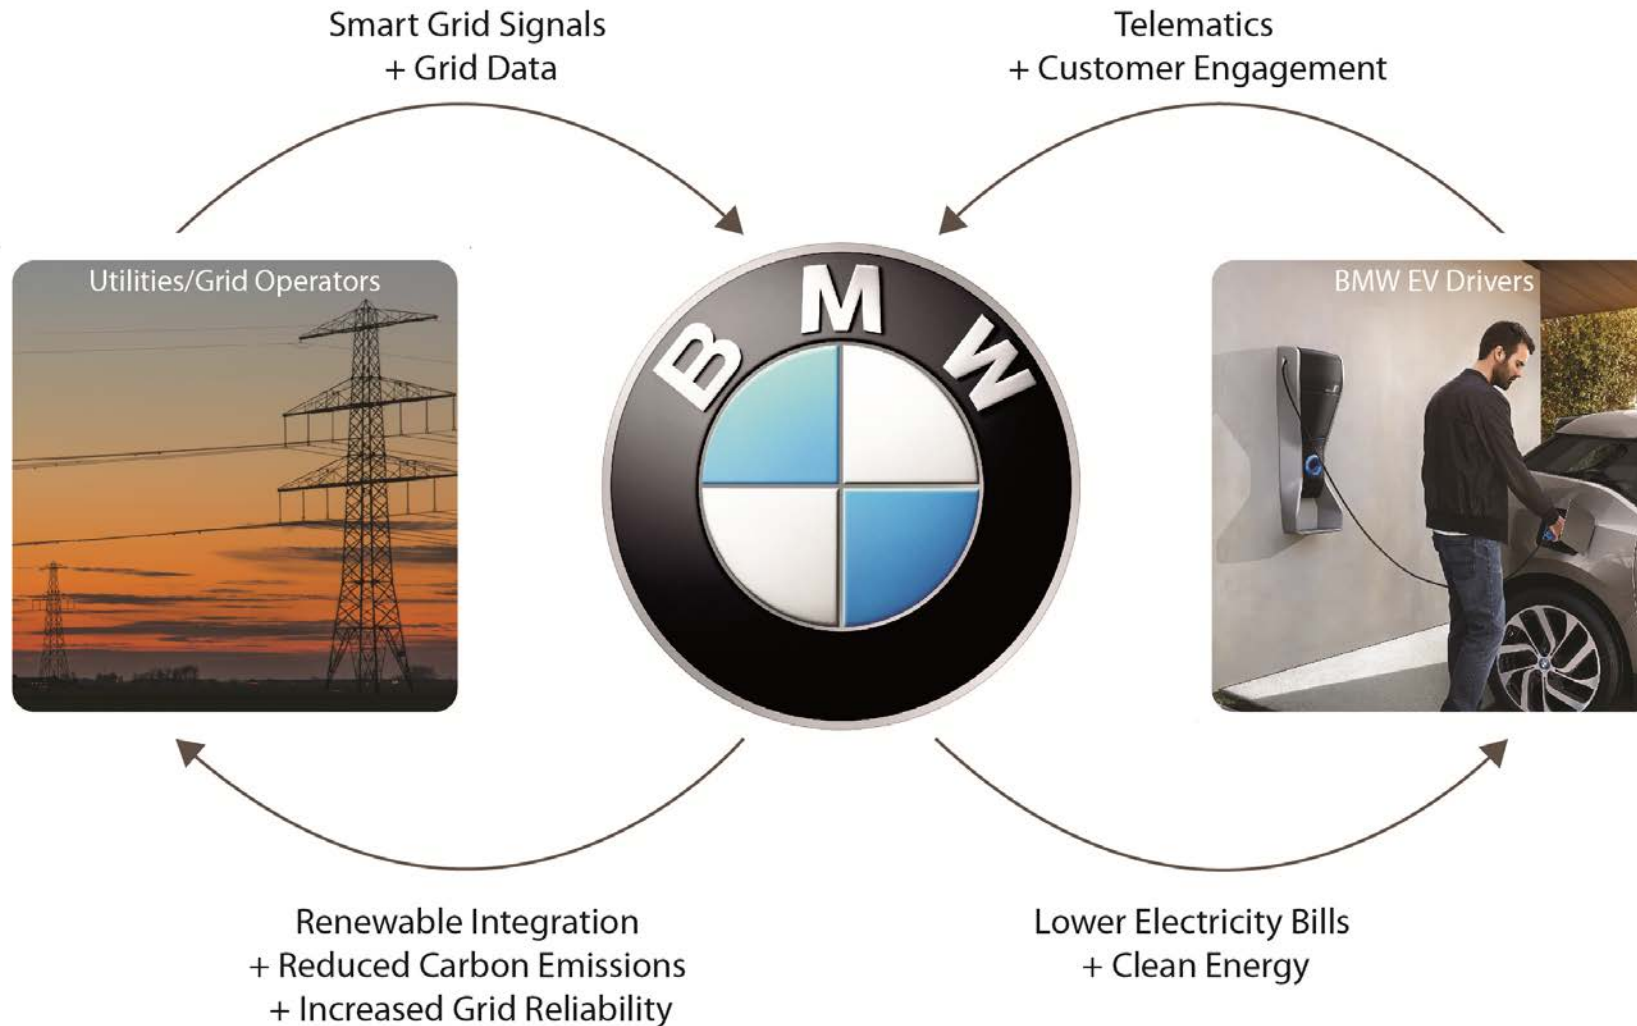 Smart Grid Signals
+ Grid Data
Telematics
+ Customer Engagement
Utilities/Grid Operators
BMW
BMW EV Drivers
Renewable Integration
+ Reduced Carbon Emissions
+ Increased Grid Reliability
Lower Electricity Bills
+ Clean Energy